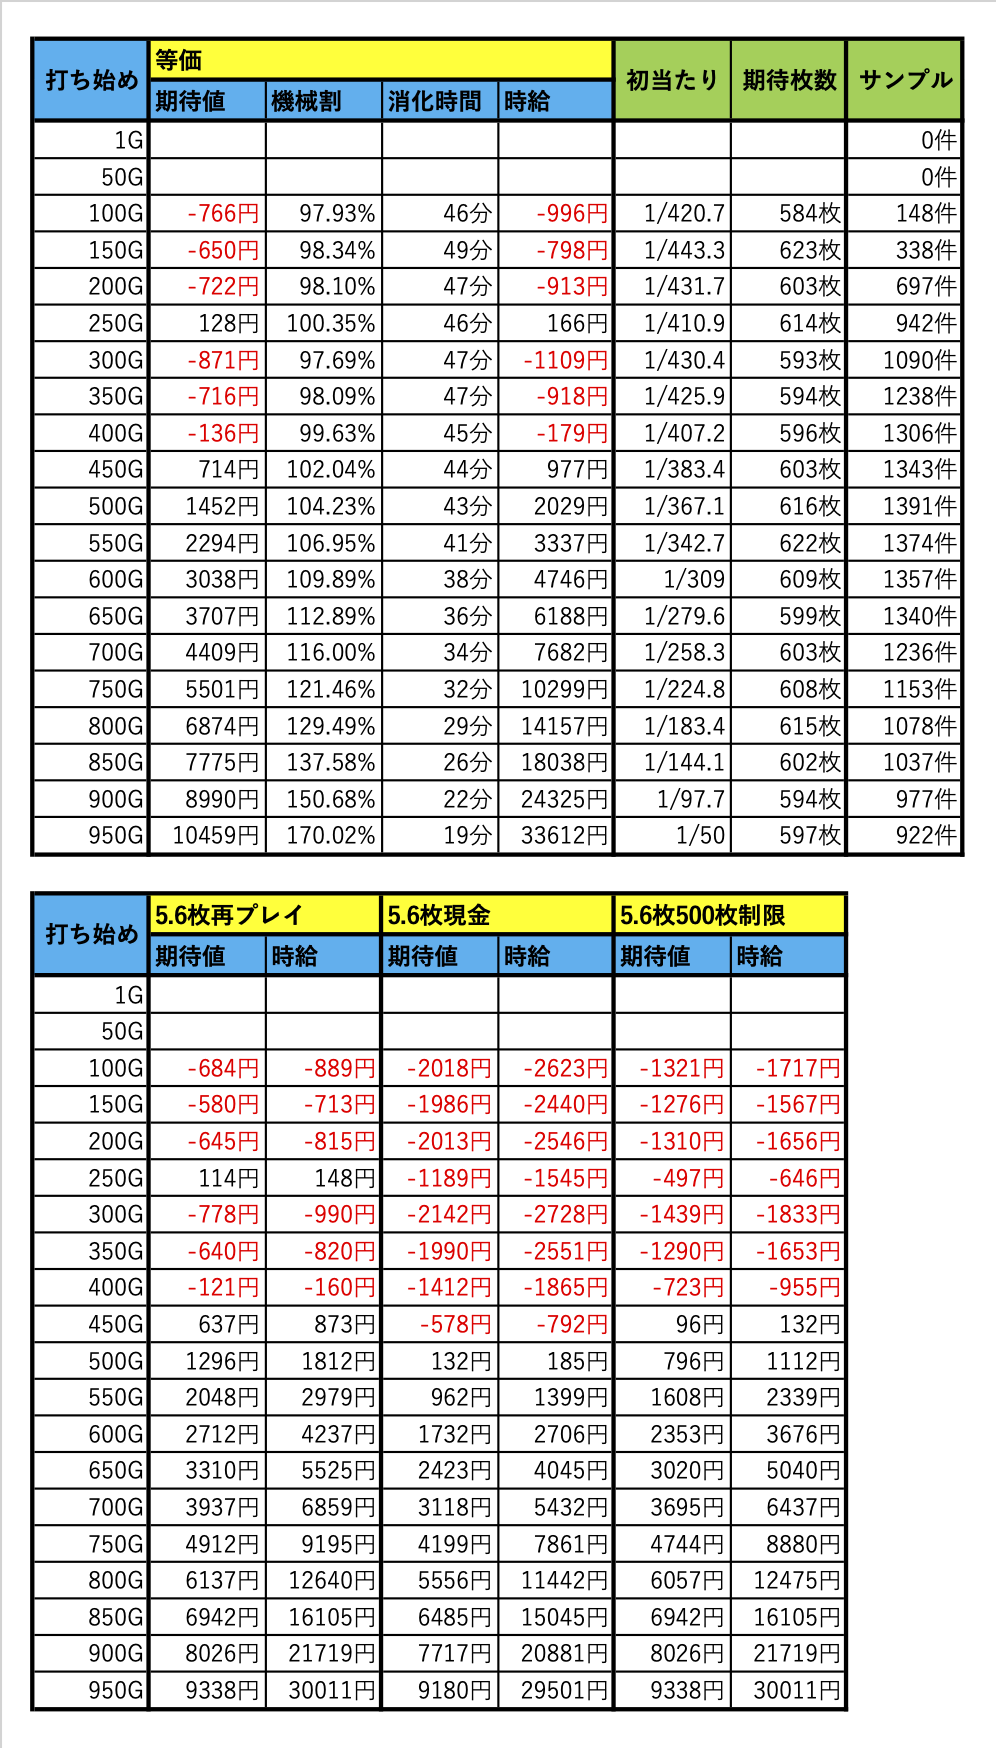 打ち始め 等価 初当たり 期待枚数 サンプル
期待値 機械割 消化時間 時給
1G 0件
50G 0件
100G -766円 97.93% 46分 -996円 1/420.7 584枚 148件
150G -650円 98.34% 49分 -798円 1/443.3 623枚 338件
200G -722円 98.10% 47分 -913円 1/431.7 603枚 697件
250G 128円 100.35% 46分 166円 1/410.9 614枚 942件
300G -871円 97.69% 47分 -1109円 1/430.4 593枚 1090件
350G -716円 98.09% 47分 -918円 1/425.9 594枚 1238件
400G -136円 99.63% 45分 -179円 1/407.2 596枚 1306件
450G 714円 102.04% 44分 977円 1/383.4 603枚 1343件
500G 1452円 104.23% 43分 2029円 1/367.1 616枚 1391件
550G 2294円 106.95% 41分 3337円 1/342.7 622枚 1374件
600G 3038円 109.89% 38分 4746円 1/309 609枚 1357件
650G 3707円 112.89% 36分 6188円 1/279.6 599枚 1340件
700G 4409円 116.00% 34分 7682円 1/258.3 603枚 1236件
750G 5501円 121.46% 32分 10299円 1/224.8 608枚 1153件
800G 6874円 129.49% 29分 14157円 1/183.4 615枚 1078件
850G 7775円 137.58% 26分 18038円 1/144.1 602枚 1037件
900G 8990円 150.68% 22分 24325円 1/97.7 594枚 977件
950G 10459円 170.02% 19分 33612円 1/50 597枚 922件
打ち始め 5.6枚再プレイ 5.6枚現金 5.6枚500枚制限
期待値 時給 期待値 時給 期待値 時給
1G
50G
100G -684円 -889円 -2018円 -2623円 -1321円 -1717円
150G -580円 -713円 -1986円 -2440円 -1276円 -1567円
200G -645円 -815円 -2013円 -2546円 -1310円 -1656円
250G 114円 148円 -1189円 -1545円 -497円 -646円
300G -778円 -990円 -2142円 -2728円 -1439円 -1833円
350G -640円 -820円 -1990円 -2551円 -1290円 -1653円
400G -121円 -160円 -1412円 -1865円 -723円 -955円
450G 637円 873円 -578円 -792円 96円 132円
500G 1296円 1812円 132円 185円 796円 1112円
550G 2048円 2979円 962円 1399円 1608円 2339円
600G 2712円 4237円 1732円 2706円 2353円 3676円
650G 3310円 5525円 2423円 4045円 3020円 5040円
700G 3937円 6859円 3118円 5432円 3695円 6437円
750G 4912円 9195円 4199円 7861円 4744円 8880円
800G 6137円 12640円 5556円 11442円 6057円 12475円
850G 6942円 16105円 6485円 15045円 6942円 16105円
900G 8026円 21719円 7717円 20881円 8026円 21719円
950G 9338円 30011円 9180円 29501円 9338円 30011円